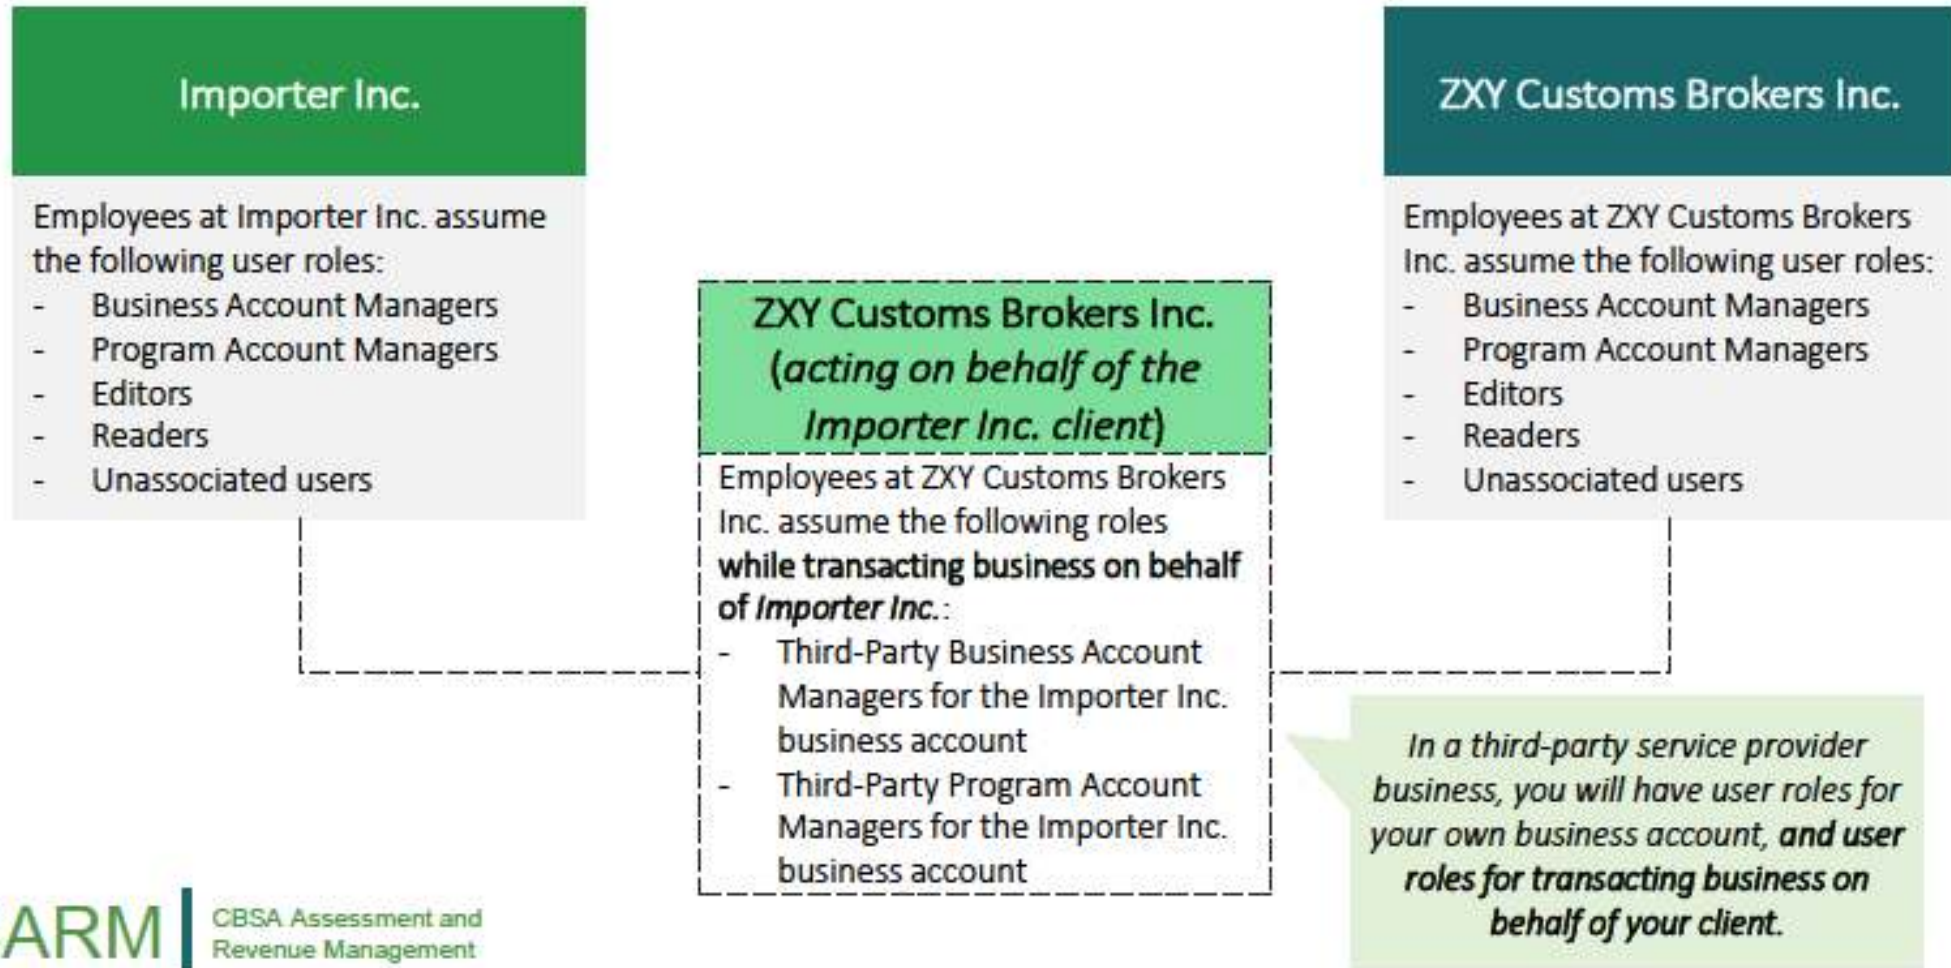 Importer Inc.
Employees at Importer Inc. assume
the following user roles:
- Business Account Managers
- Program Account Managers
- Editors
- Readers
- Unassociated users
ZXY Customs Brokers Inc.
(acting on behalf of the
Importer Inc. client)
Employees at ZXY Customs Brokers
Inc. assume the following roles
while transacting business on behalf
of Importer Inc.:
- Third-Party Business Account
Managers for the Importer Inc.
business account
- Third-Party Program Account
Managers for the Importer Inc.
business account
ZXY Customs Brokers Inc.
Employees at ZXY Customs Brokers
Inc. assume the following user roles:
- Business Account Managers
- Program Account Managers
- Editors
- Readers
- Unassociated users
In a third-party service provider
business, you will have user roles for
your own business account, and user
roles for transacting business on
behalf of your client.
ARM
CBSA Assessment and
Revenue Management